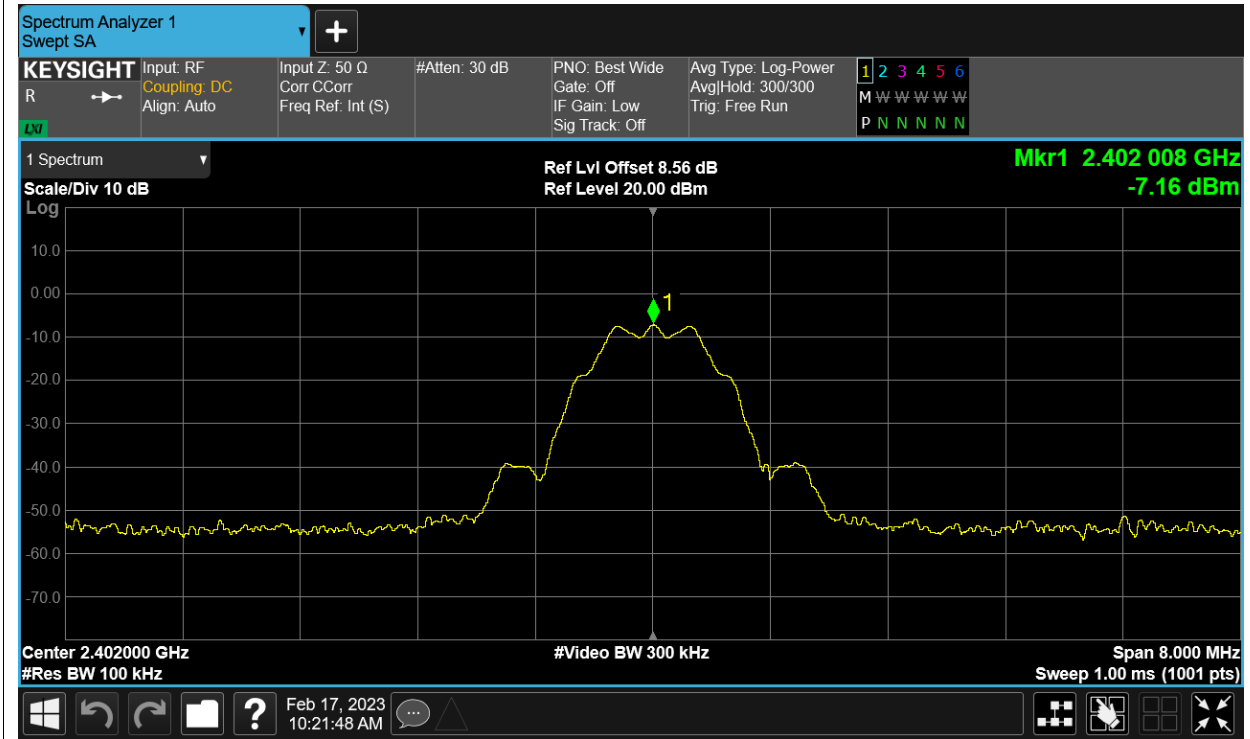 Spectrum Analyzer 1
Swept SA
KEYSIGHT
R
LXI
Input: RF
Coupling: DC
Align: Auto
Input Z: 50 Ω
Corr CCorr
Freq Ref: Int (S)
#Atten: 30 dB
PNO: Best Wide
Gate: Off
IF Gain: Low
Sig Track: Off
Avg Type: Log-Power
Avg|Hold: 300/300
Trig: Free Run
1 2 3 4 5 6
M W W W W W
P N N N N N
1 Spectrum
Scale/Div 10 dB
Log
Ref Lvl Offset 8.56 dB
Ref Level 20.00 dBm
Mkr1 2.402 008 GHz
-7.16 dBm
10.0
0.00
-10.0
-20.0
-30.0
-40.0
-50.0
-60.0
-70.0
1
Center 2.402000 GHz
#Res BW 100 kHz
#Video BW 300 kHz
Span 8.000 MHz
Sweep 1.00 ms (1001 pts)
?
Feb 17, 2023
10:21:48 AM